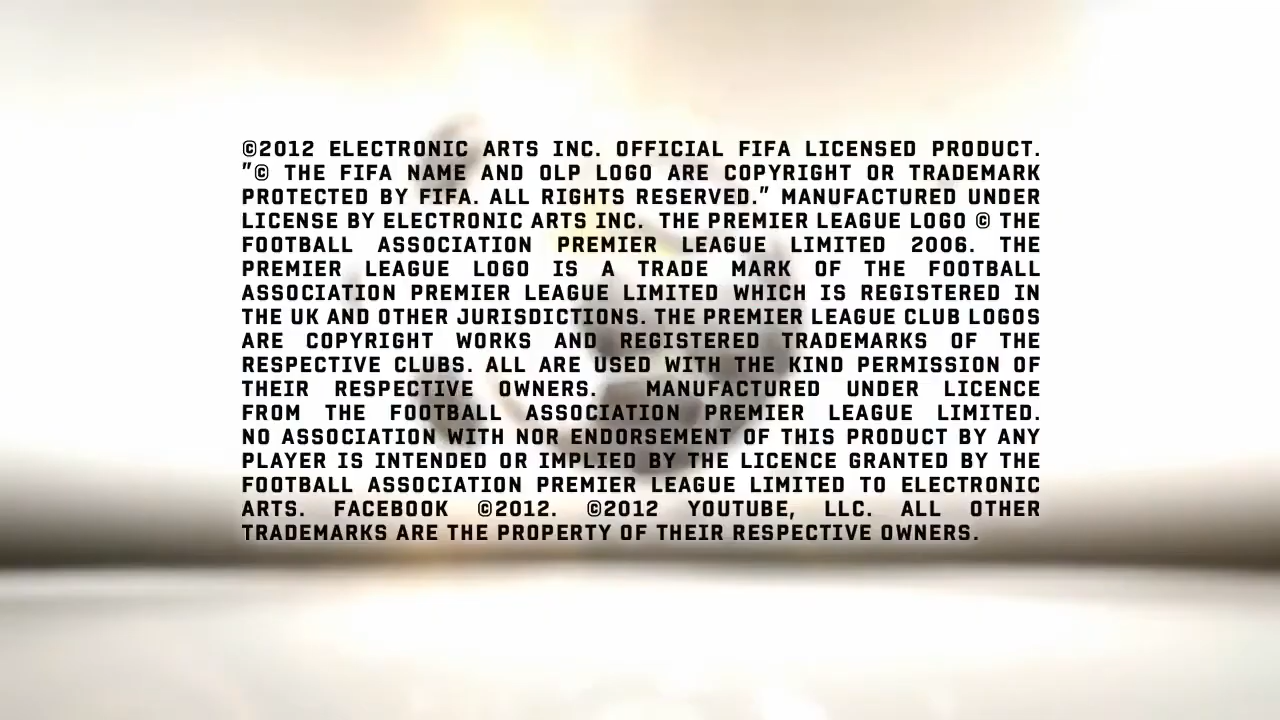 ©2012 ELECTRONIC ARTS INC. OFFICIAL FIFA LICENSED PRODUCT.
"© THE FIFA NAME AND OLP LOGO ARE COPYRIGHT OR TRADEMARK
PROTECTED BY FIFA. ALL RIGHTS RESERVED." MANUFACTURED UNDER
LICENSE BY ELECTRONIC ARTS INC. THE PREMIER LEAGUE LOGO © THE
FOOTBALL ASSOCIATION PREMIER LEAGUE LIMITED 2006. THE
PREMIER LEAGUE LOGO IS A TRADE MARK OF THE FOOTBALL
ASSOCIATION PREMIER LEAGUE LIMITED WHICH IS REGISTERED IN
THE UK AND OTHER JURISDICTIONS. THE PREMIER LEAGUE CLUB LOGOS
ARE COPYRIGHT WORKS AND REGISTERED TRADEMARKS OF THE
RESPECTIVE CLUBS. ALL ARE USED WITH THE KIND PERMISSION OF
THEIR RESPECTIVE OWNERS. MANUFACTURED UNDER LICENCE
FROM THE FOOTBALL ASSOCIATION PREMIER LEAGUE LIMITED.
NO ASSOCIATION WITH NOR ENDORSEMENT OF THIS PRODUCT BY ANY
PLAYER IS INTENDED OR IMPLIED BY THE LICENCE GRANTED BY THE
FOOTBALL ASSOCIATION PREMIER LEAGUE LIMITED TO ELECTRONIC
ARTS. FACEBOOK ©2012. ©2012 YOUTUBE, LLC. ALL OTHER
TRADEMARKS ARE THE PROPERTY OF THEIR RESPECTIVE OWNERS.